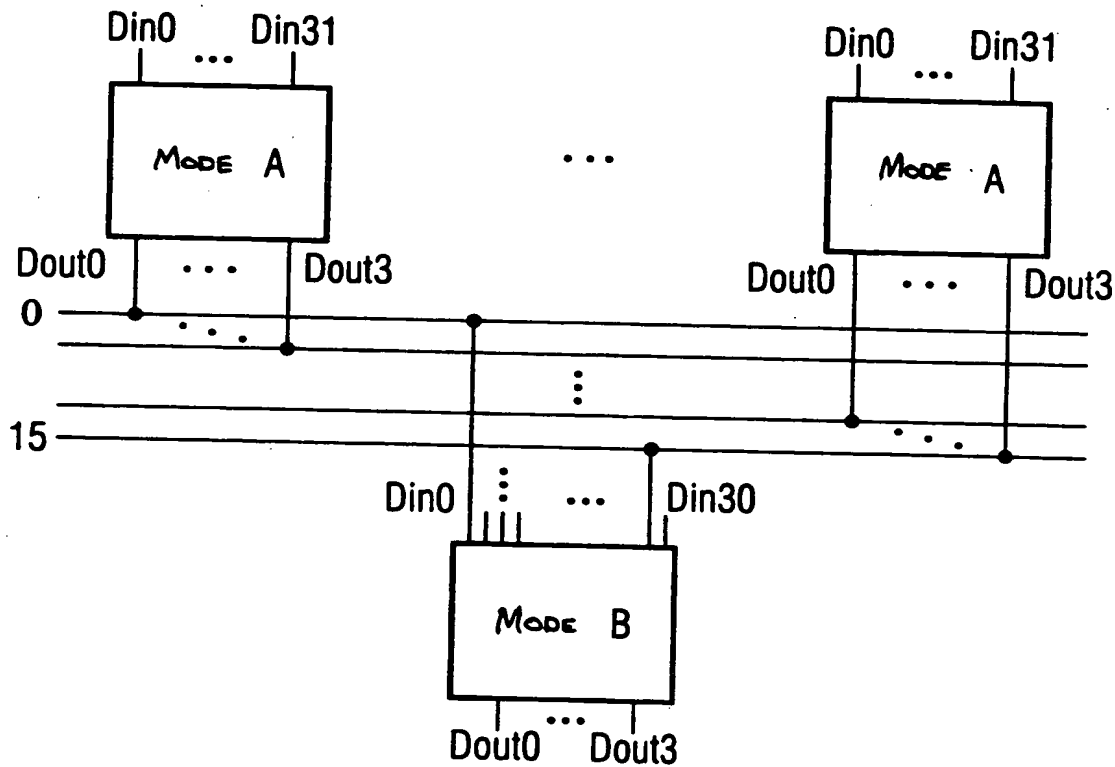 Din0 ... Din31
Din0 ... Din31
MODE A
...
MODE A
Dout0 ... Dout3
Dout0 ... Dout3
0
15
Din0 ... Din30
MODE B
Dout0 ... Dout3